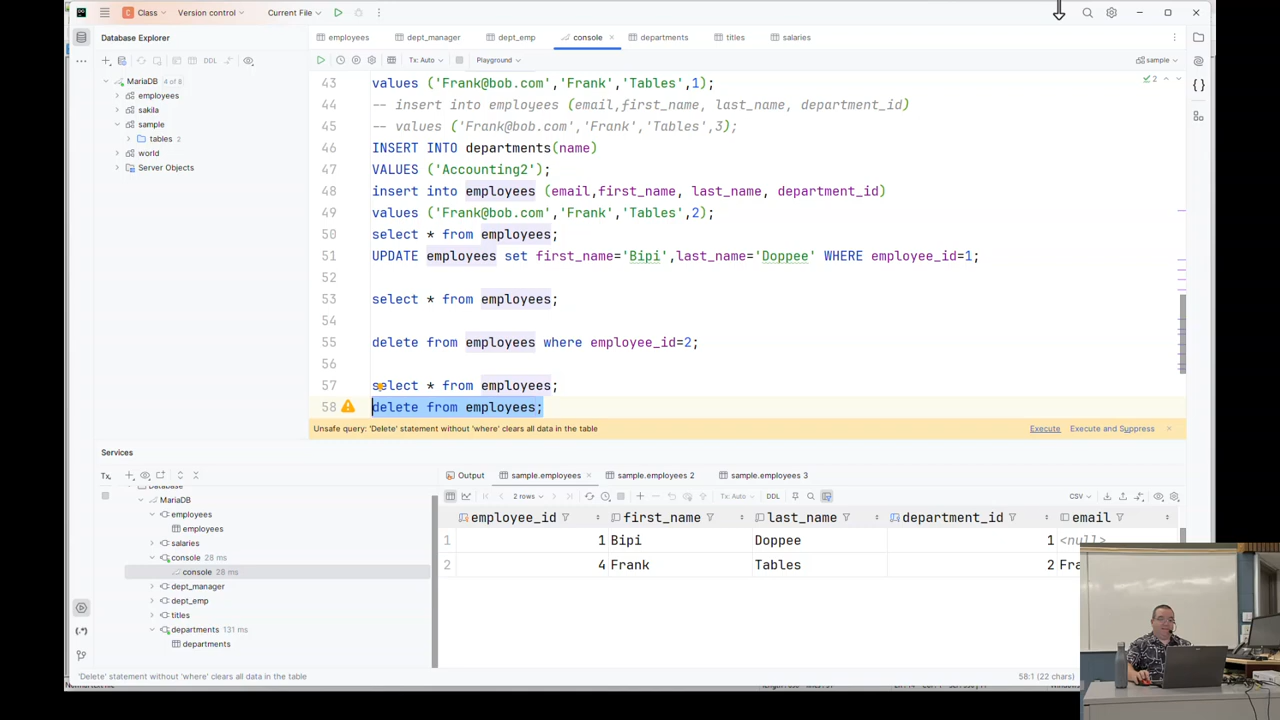 Class Version control Current File
Database Explorer
employees dept_manager dept_emp console departments titles salaries
DDL
Tx: Auto Playground sample
MariaDB 4 of 8
employees
sakila
sample
tables 2
world
Server Objects
2
43 values ('Frank@bob.com','Frank','Tables',1);
44 -- insert into employees (email,first_name, last_name, department_id)
45 -- values ('Frank@bob.com','Frank','Tables',3);
46 INSERT INTO departments(name)
47 VALUES ('Accounting2');
48 insert into employees (email,first_name, last_name, department_id)
49 values ('Frank@bob.com','Frank','Tables',2);
50 select * from employees;
51 UPDATE employees set first_name='Bipi',last_name='Doppee' WHERE employee_id=1;
52
53 select * from employees;
54
55 delete from employees where employee_id=2;
56
57 select * from employees;
58 delete from employees;
Unsafe query: 'Delete' statement without 'where' clears all data in the table Execute Execute and Suppress
Services
Tx
Database
MariaDB
employees
employees
salaries
console 28 ms
console 28 ms
dept_manager
dept_emp
titles
departments 131 ms
departments
Output sample.employees sample.employees 2 sample.employees 3
2 rows Tx: Auto DDL CSV
employee_id first_name last_name department_id email
1 1 Bipi Doppee 1 <null>
2 4 Frank Tables 2 Fra
'Delete' statement without 'where' clears all data in the table 58:1 (22 chars)